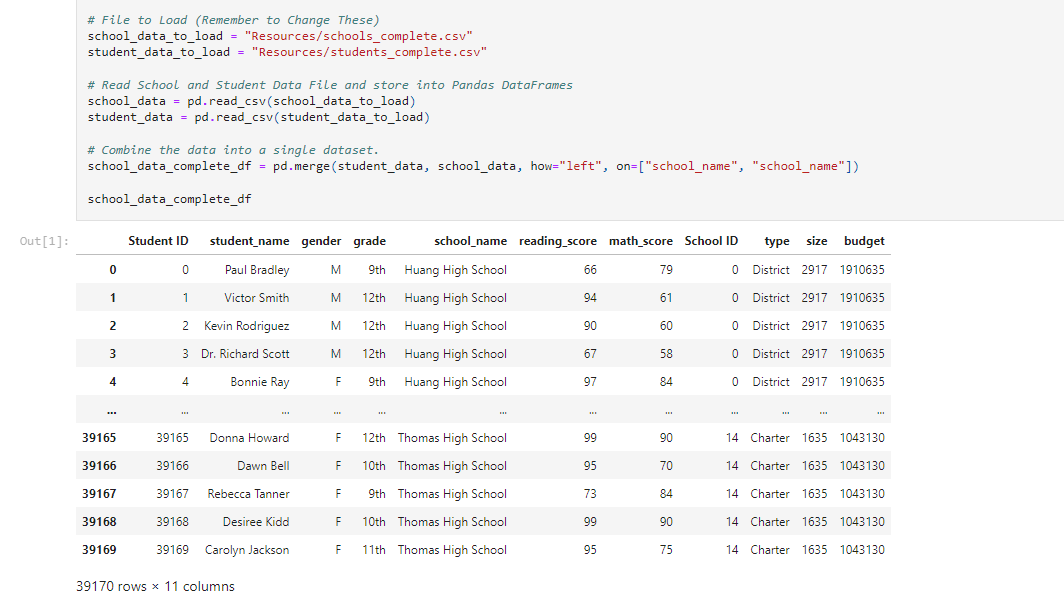 # File to Load (Remember to Change These)
school_data_to_load = "Resources/schools_complete.csv"
student_data_to_load = "Resources/students_complete.csv"
# Read School and Student Data File and store into Pandas DataFrames
school_data = pd.read_csv(school_data_to_load)
student_data = pd.read_csv(student_data_to_load)
# Combine the data into a single dataset.
school_data_complete_df = pd.merge(student_data, school_data, how="left", on=["school_name", "school_name"])
school_data_complete_df
Out[1]: Student ID student_name gender grade school_name reading_score math_score School ID type size budget
0 0 Paul Bradley M 9th Huang High School 66 79 0 District 2917 1910635
1 1 Victor Smith M 12th Huang High School 94 61 0 District 2917 1910635
2 2 Kevin Rodriguez M 12th Huang High School 90 60 0 District 2917 1910635
3 3 Dr. Richard Scott M 12th Huang High School 67 58 0 District 2917 1910635
4 4 Bonnie Ray F 9th Huang High School 97 84 0 District 2917 1910635
... ... ... ... ... ... ... ... ... ... ... ...
39165 39165 Donna Howard F 12th Thomas High School 99 90 14 Charter 1635 1043130
39166 39166 Dawn Bell F 10th Thomas High School 95 70 14 Charter 1635 1043130
39167 39167 Rebecca Tanner F 9th Thomas High School 73 84 14 Charter 1635 1043130
39168 39168 Desiree Kidd F 10th Thomas High School 99 90 14 Charter 1635 1043130
39169 39169 Carolyn Jackson F 11th Thomas High School 95 75 14 Charter 1635 1043130
39170 rows × 11 columns